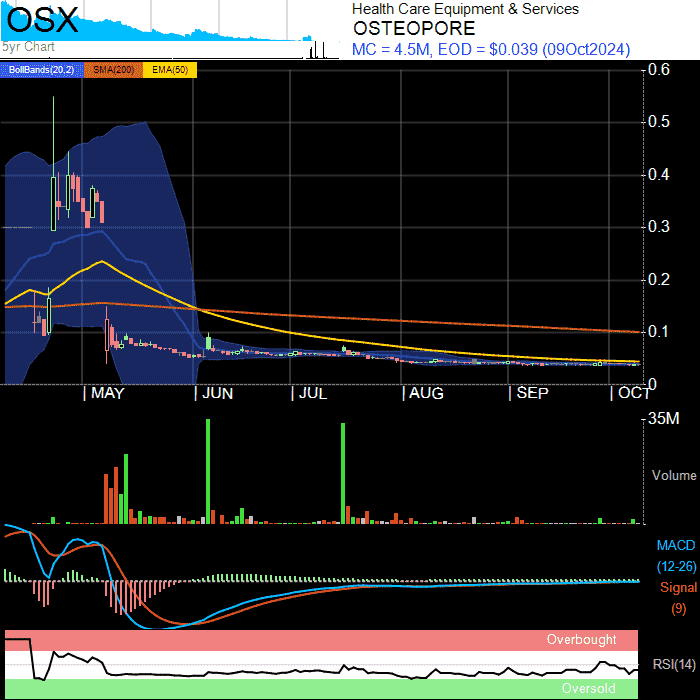 OSX
5yr Chart
Health Care Equipment & Services
OSTEOPORE
MC = 4.5M, EOD = $0.039 (09Oct2024)
BollBands(20,2) SMA(200) EMA(50)
0.6
0.5
0.4
0.3
0.2
0.1
0
MAY JUN JUL AUG SEP OCT
35M
Volume
MACD
(12-26)
Signal
(9)
Overbought
RSI(14)
Oversold